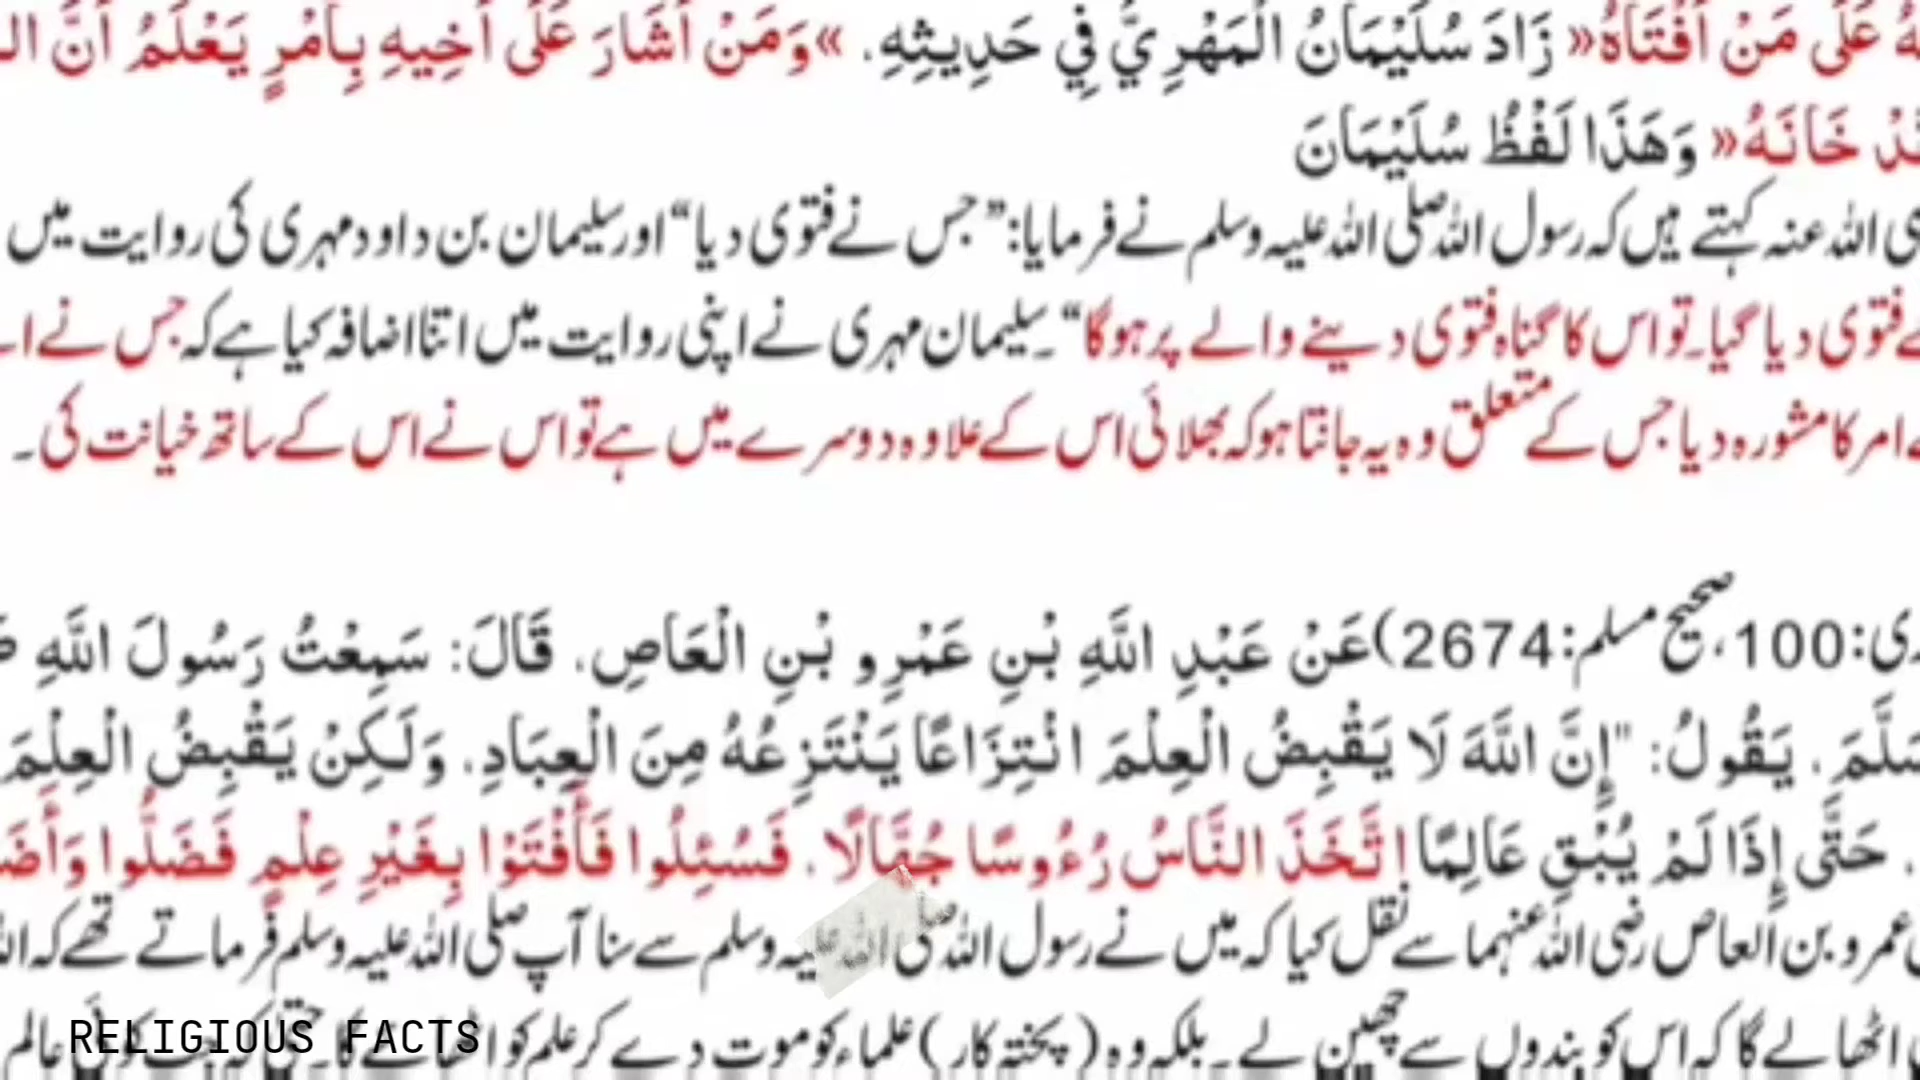 هُ عَلَى مَنْ أَفْتَاهُ« زَادَ سُلَيْمَانُ الْمَهْرِيُّ فِي حَدِيثِهِ. »وَمَنْ أَشَارَ عَلَى أَخِيهِ بِأَمْرٍ يَعْلَمُ أَنَّ
خَانَهُ« وَهَذَا لَفْظُ سُلَيْمَانَ
اللہ عنہ کہتے ہیں کہ رسول اللہ صلی اللہ علیہ وسلم نے فرمایا: ”جس نے فتوی دیا“ اور سلیمان بن داود مہری کی روایت میں
فتوی دیا گیا۔ تو اس کا گناہ فتوی دینے والے پر ہوگا“۔ سلیمان مہری نے اپنی روایت میں اتنا اضافہ کیا ہے کہ جس نے
امر کا مشورہ دیا جس کے متعلق وہ یہ جانتا ہو کہ بھلائی اس کے علاوہ دوسرے میں ہے تو اس نے اس کے ساتھ خیانت کی۔
100، صحیح مسلم:2674)عَنْ عَبْدِ اللَّهِ بْنِ عَمْرِو بْنِ الْعَاصِ. قَالَ: سَمِعْتُ رَسُولَ اللَّهِ
يَقُولُ: "إِنَّ اللَّهَ لَا يَقْبِضُ الْعِلْمَ انْتِزَاعًا يَنْتَزِعُهُ مِنَ الْعِبَادِ. وَلَكِنْ يَقْبِضُ الْعِلْمَ
. حَتَّى إِذَا لَمْ يُبْقِ عَالِمًا اتَّخَذَ النَّاسُ رُءُوسًا جُهَّالًا. فَسُئِلُوا فَأَفْتَوْا بِغَيْرِ عِلْمٍ فَضَلُّوا
عمرو بن العاص رضی اللہ عنہما سے نقل کیا کہ میں نے رسول اللہ صلی اللہ علیہ وسلم سے سنا آپ صلی اللہ علیہ وسلم فرماتے تھے کہ
اٹھا لے گا کہ اس کو بندوں سے چھین لے۔ بلکہ وہ (پختہ کار) علماء کو موت دے کر علم کو
RELIGIOUS FACTS